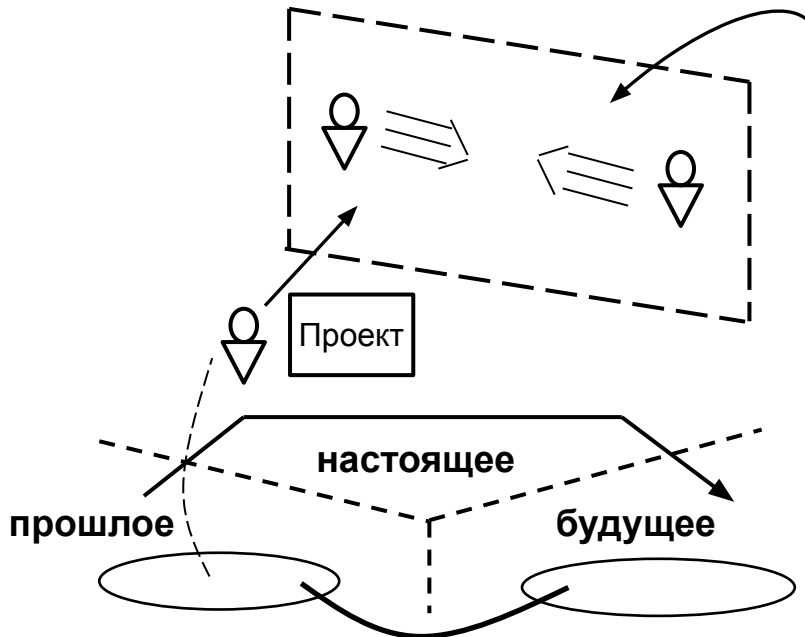 Проект
настоящее
прошлое
будущее